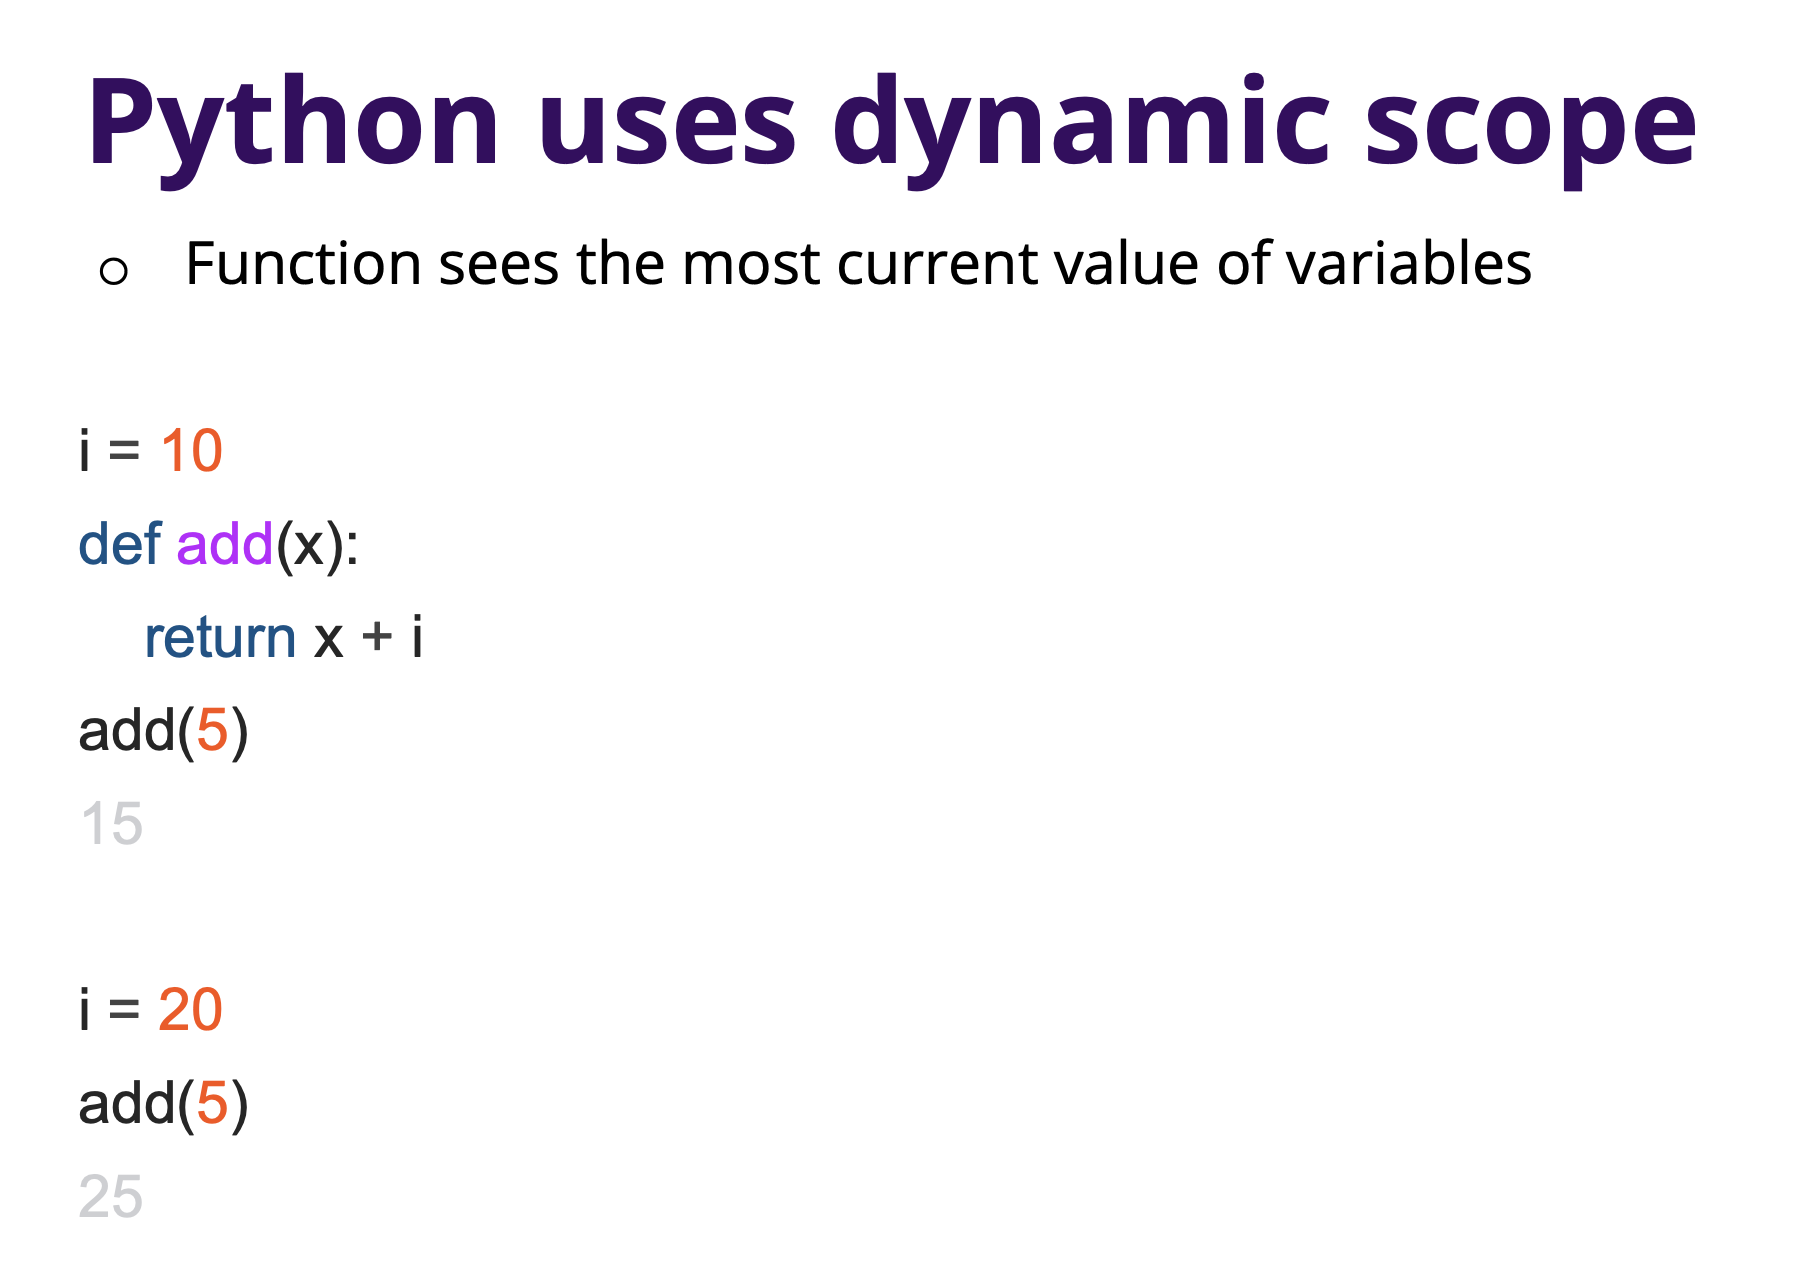 Python uses dynamic scope
○ Function sees the most current value of variables
i = 10
def add(x):
    return x + i
add(5)
15
i = 20
add(5)
25